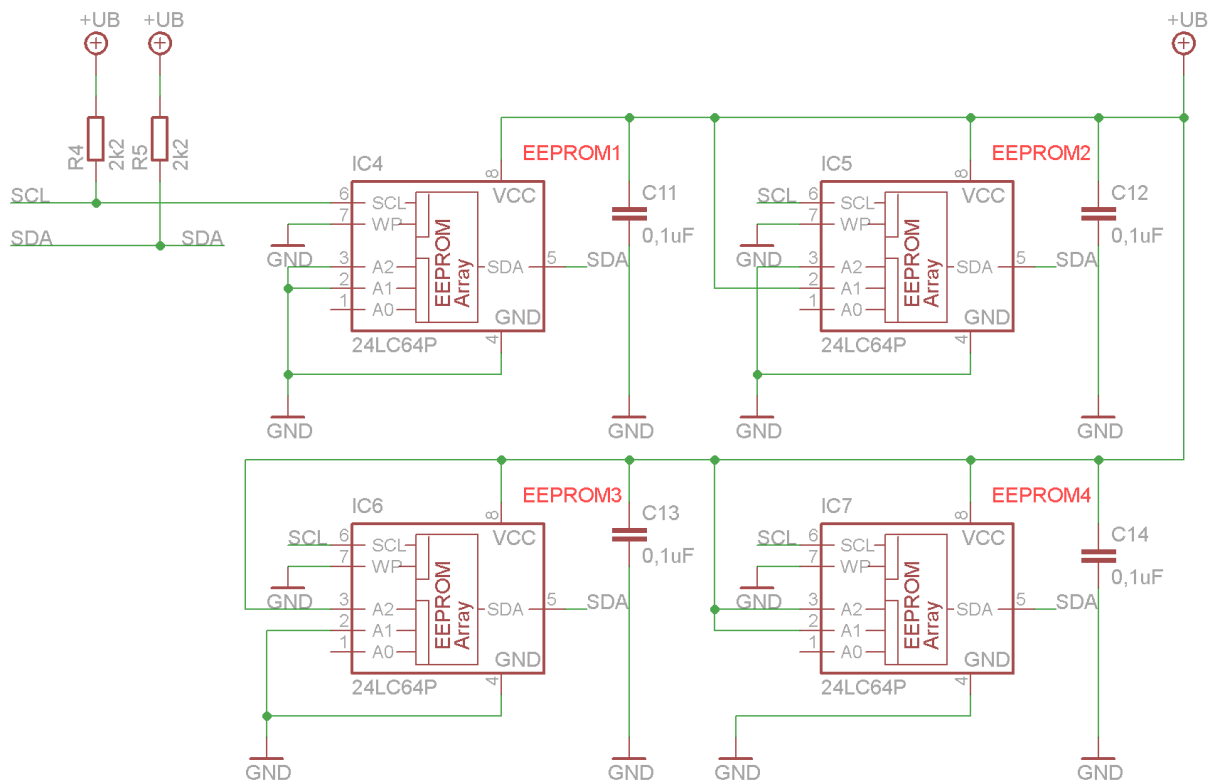 +UB +UB +UB
R4 2k2 R5 2k2
SCL
SDA SDA
IC4 EEPROM1
8 VCC
6 SCL
7 WP
GND
3 A2
2 A1
1 A0
EEPROM Array
SDA 5 SDA
GND
4
24LC64P
GND
C11
0,1uF
GND
IC5 EEPROM2
8 VCC
SCL 6 SCL
7 WP
GND
3 A2
2 A1
1 A0
EEPROM Array
SDA 5 SDA
GND
4
24LC64P
GND
C12
0,1uF
GND
IC6 EEPROM3
8 VCC
SCL 6 SCL
7 WP
GND
3 A2
2 A1
1 A0
EEPROM Array
SDA 5 SDA
GND
4
24LC64P
GND
C13
0,1uF
GND
IC7 EEPROM4
8 VCC
SCL 6 SCL
7 WP
GND
3 A2
2 A1
1 A0
EEPROM Array
SDA 5 SDA
GND
4
24LC64P
GND
C14
0,1uF
GND